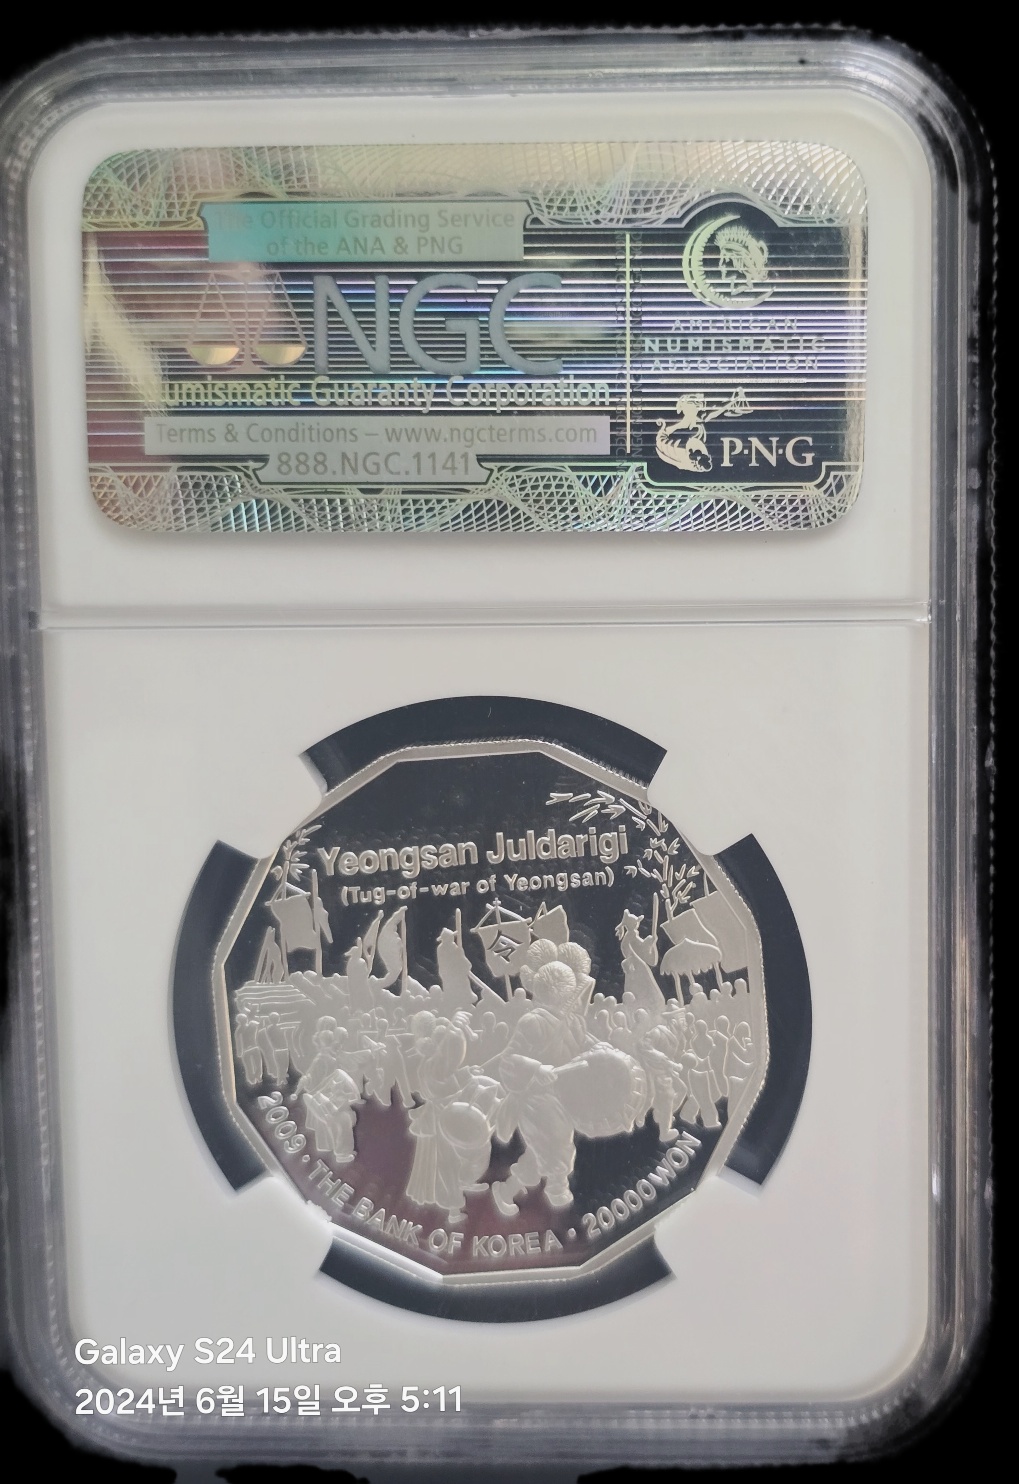 The Official Grading Service
of the ANA & PNG
NGC
Numismatic Guaranty Corporation
Terms & Conditions – www.ngcterms.com
888.NGC.1141
AMERICAN
NUMISMATIC
ASSOCIATION
P·N·G
Yeongsan Juldarigi
(Tug-of-war of Yeongsan)
令
2009 · THE BANK OF KOREA · 20000 WON
Galaxy S24 Ultra
2024년 6월 15일 오후 5:11